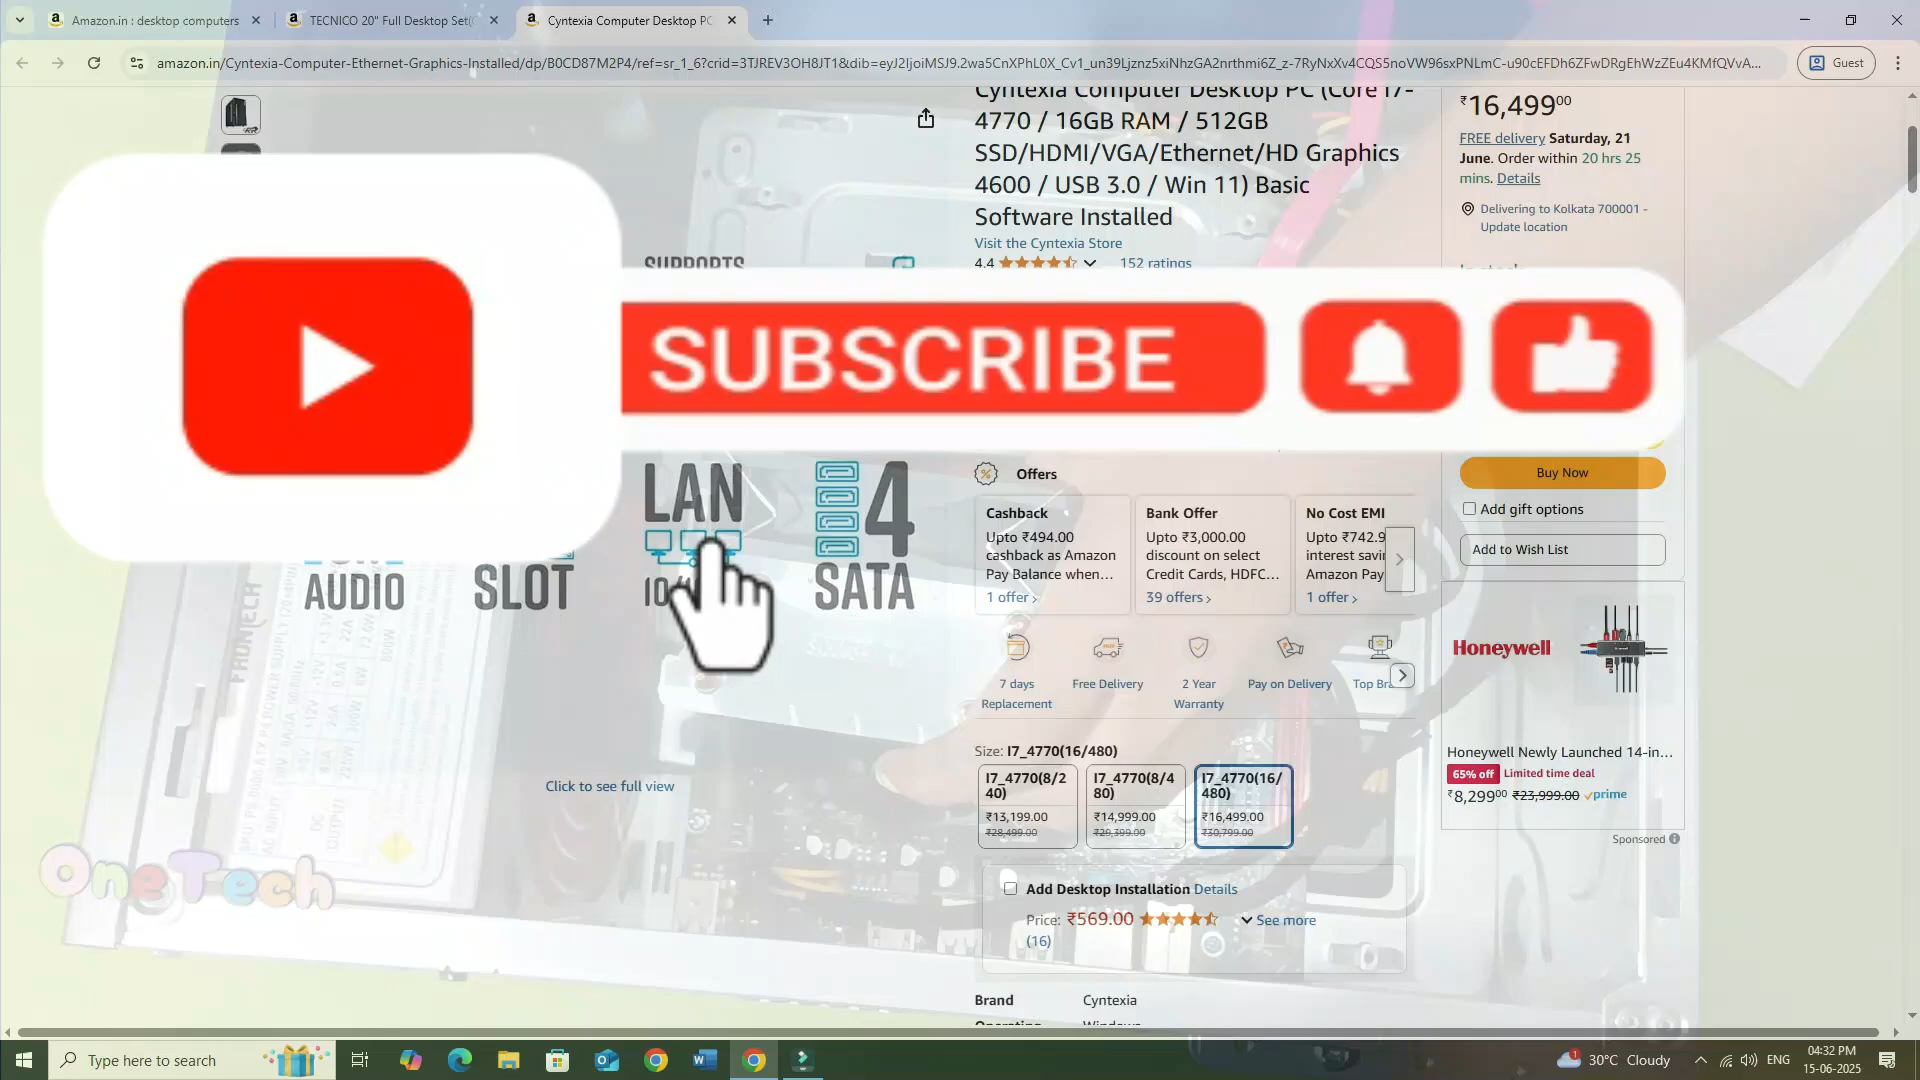 Amazon.in : desktop computers
TECNICO 20" Full Desktop Set(
Cyntexia Computer Desktop PC
amazon.in/Cyntexia-Computer-Ethernet-Graphics-Installed/dp/B0CD87M2P4/ref=sr_1_6?crid=3TJREV3OH8JT1&dib=eyJ2IjoiMSJ9.2wa5CnXPhL0X_Cv1_un39Ljznz5xiNhzGA2nrthmi6Z_z-7RyNxXv4CQS5noVW96sxPNLmC-u90cEFDh6ZFwDRgEhWzZEu4KMfQVvA...
Guest
Cyntexia Computer Desktop PC (Core i7-
4770 / 16GB RAM / 512GB
SSD/HDMI/VGA/Ethernet/HD Graphics
4600 / USB 3.0 / Win 11) Basic
Software Installed
Visit the Cyntexia Store
4.4
152 ratings
₹16,49900
FREE delivery Saturday, 21
June. Order within 20 hrs 25
mins. Details
Delivering to Kolkata 700001 -
Update location
SUPPORTS
SUBSCRIBE
LAN
4
AUDIO
SLOT
SATA
Click to see full view
Offers
Cashback
Upto ₹494.00
cashback as Amazon
Pay Balance when...
1 offer
Bank Offer
Upto ₹3,000.00
discount on select
Credit Cards, HDFC...
39 offers
No Cost EMI
Upto ₹742.9
interest savi
Amazon Pay
1 offer
7 days
Replacement
Free Delivery
2 Year
Warranty
Pay on Delivery
Top Bra
Size: I7_4770(16/480)
I7_4770(8/2
40)
₹13,199.00
₹28,499.00
I7_4770(8/4
80)
₹14,999.00
₹29,399.00
I7_4770(16/
480)
₹16,499.00
₹30,799.00
Add Desktop Installation Details
Price: ₹569.00
See more
(16)
Brand Cyntexia
Buy Now
Add gift options
Add to Wish List
Honeywell
Honeywell Newly Launched 14-in...
65% off Limited time deal
₹8,29900 ₹23,999.00 prime
Sponsored
FRONTECH
DC
OUTPUT
OneTech
Type here to search
1
30°C Cloudy
ENG
04:32 PM
15-06-2025